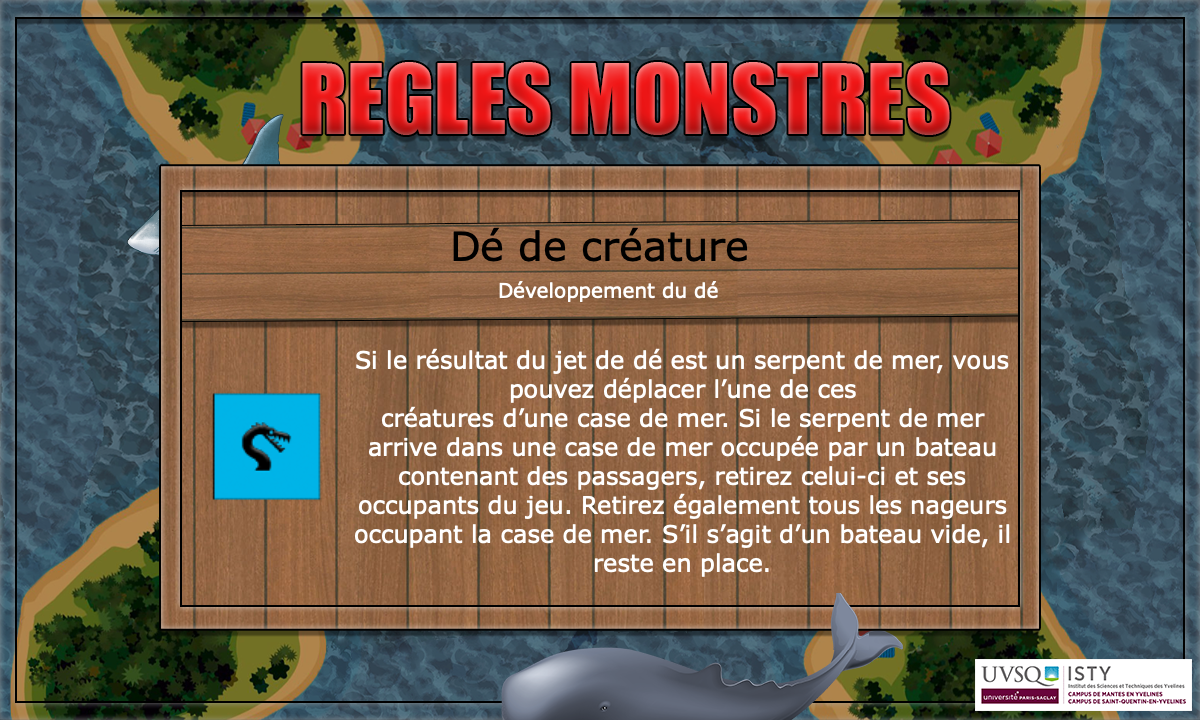 REGLES MONSTRES
Dé de créature
Développement du dé
Si le résultat du jet de dé est un serpent de mer, vous
pouvez déplacer l’une de ces
créatures d’une case de mer. Si le serpent de mer
arrive dans une case de mer occupée par un bateau
contenant des passagers, retirez celui-ci et ses
occupants du jeu. Retirez également tous les nageurs
occupant la case de mer. S’il s’agit d’un bateau vide, il
reste en place.
UVSQ ISTY
Institut des Sciences et Techniques des Yvelines
université PARIS-SACLAY
CAMPUS DE MANTES EN YVELINES
CAMPUS DE SAINT-QUENTIN-EN-YVELINES